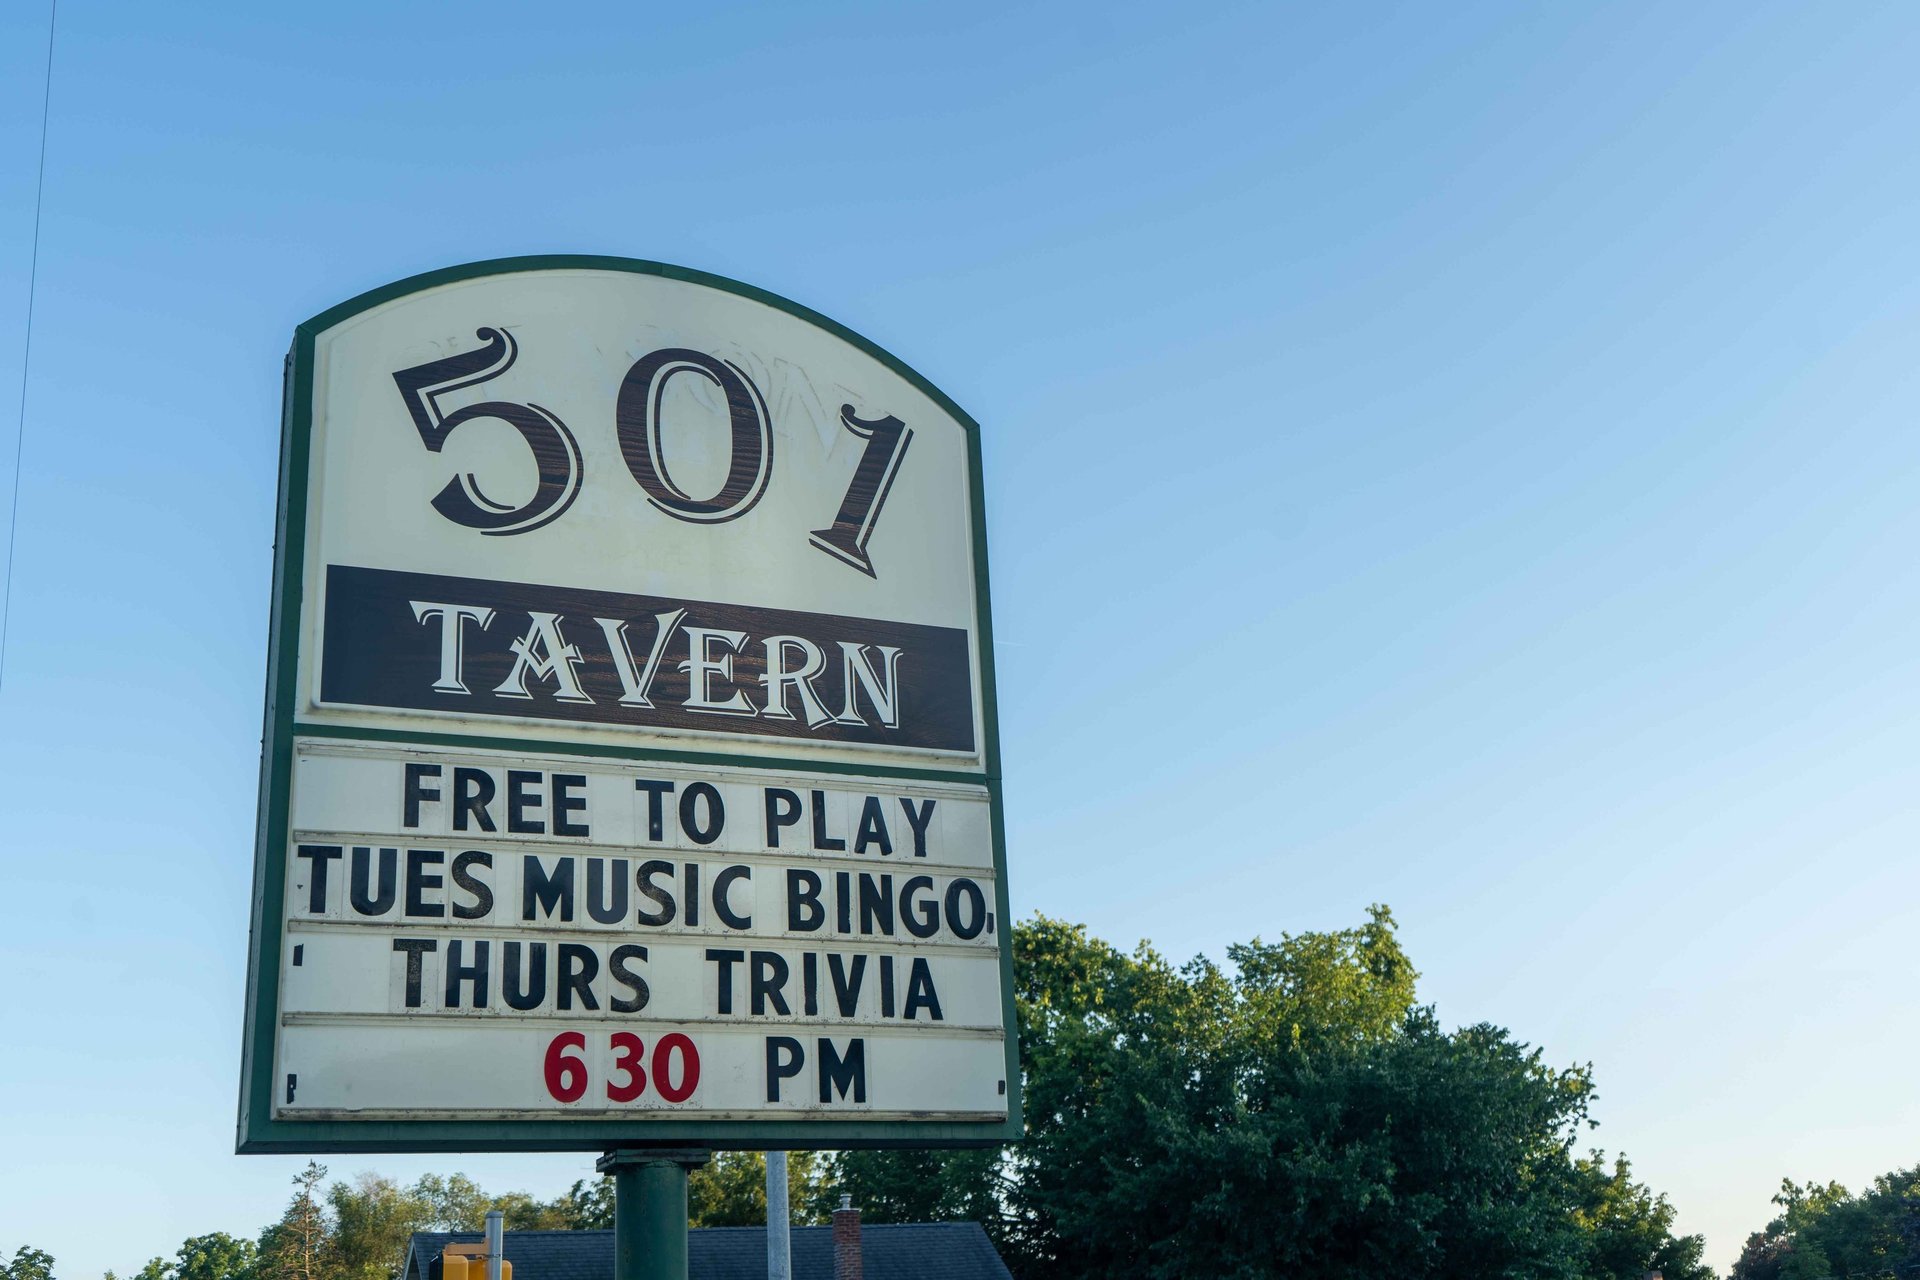 501
TAVERN
FREE TO PLAY
TUES MUSIC BINGO
THURS TRIVIA
630 PM